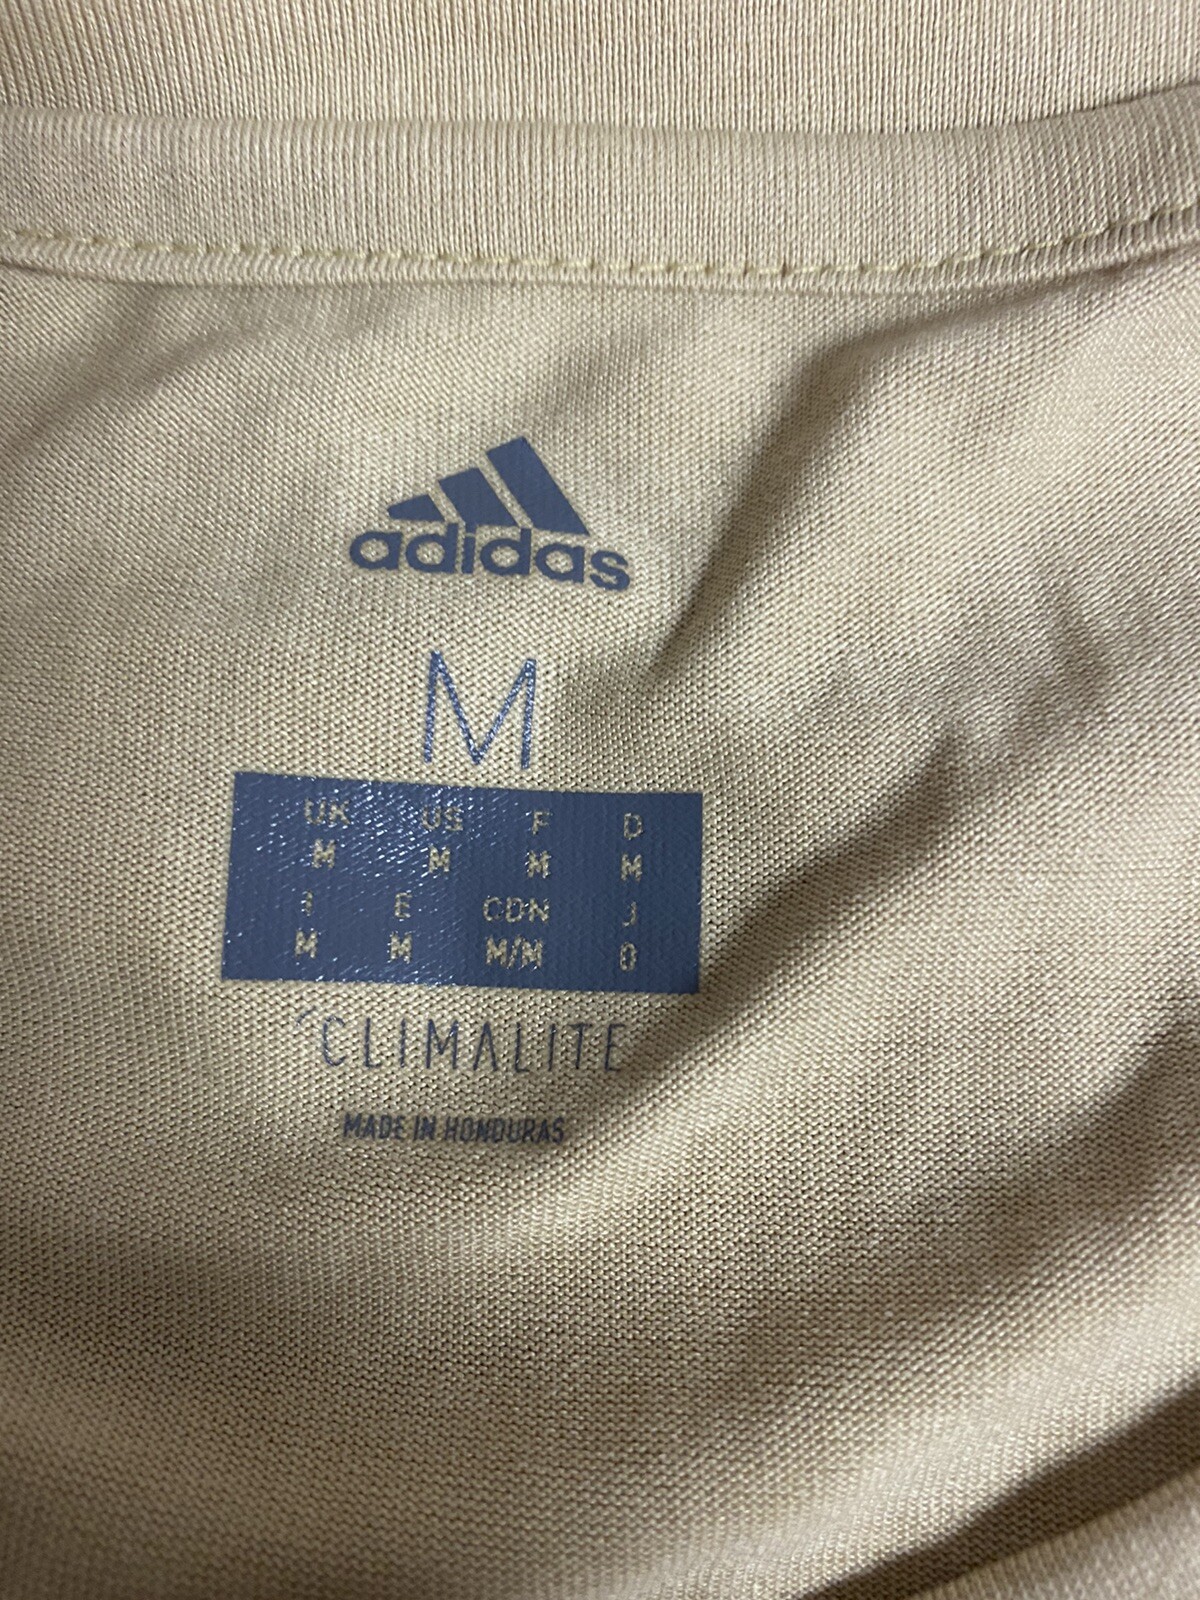 adidas
M
UK US F D
M M M M
I E CDN J
M M M/M O
CLIMALITE
MADE IN HONDURAS